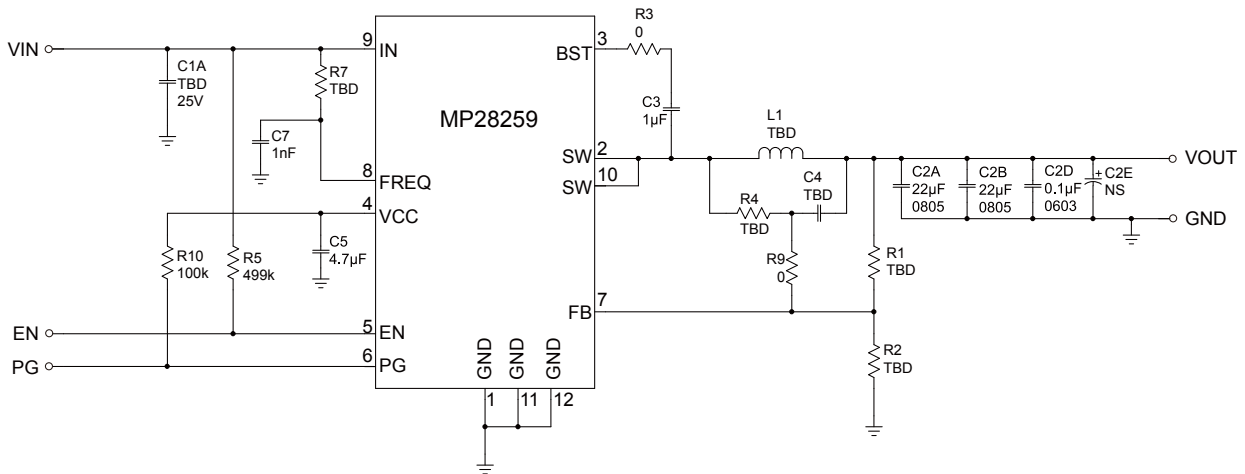 VIN
C1A
TBD
25V
R7
TBD
C7
1nF
R10
100k
R5
499k
C5
4.7µF
EN
PG
9
IN
8
FREQ
4
VCC
5
EN
6
PG
MP28259
3
BST
SW
2
SW
10
FB
7
GND
GND
GND
1
11
12
R3
0
C3
1µF
L1
TBD
R4
TBD
C4
TBD
R9
0
R1
TBD
R2
TBD
C2A
22µF
0805
C2B
22µF
0805
C2D
0.1µF
0603
+
C2E
NS
VOUT
GND